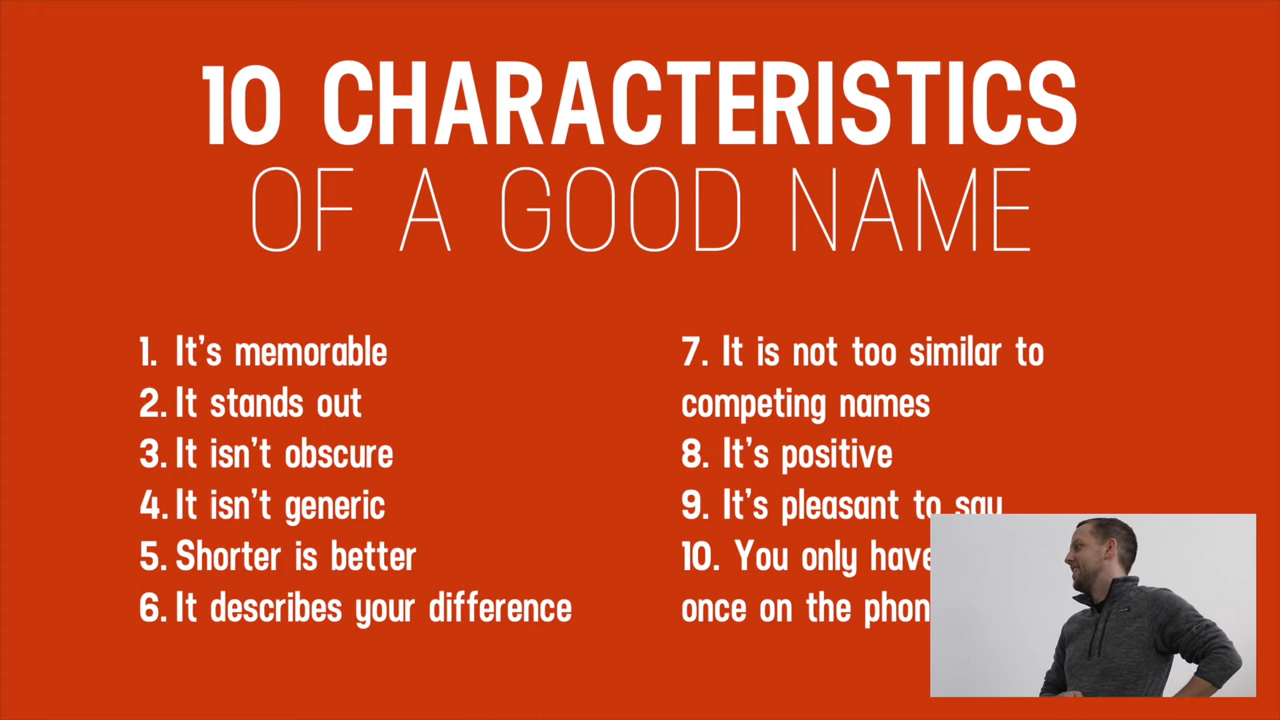 10 CHARACTERISTICS
OF A GOOD NAME
1. It's memorable
2. It stands out
3. It isn't obscure
4. It isn't generic
5. Shorter is better
6. It describes your difference
7. It is not too similar to
competing names
8. It's positive
9. It's pleasant to say
10. You only have
once on the phon